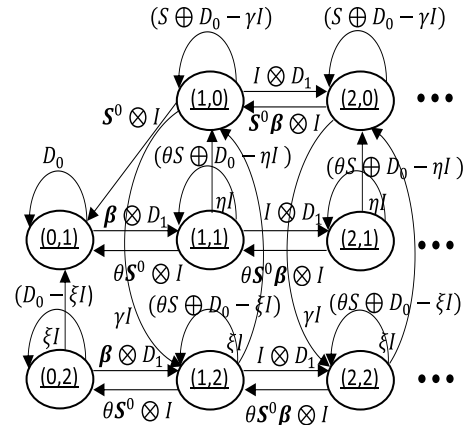 (S ⊕ D₀ − γI) (S ⊕ D₀ − γI)
(1,0) I ⊗ D₁ (2,0) •••
S⁰ ⊗ I S⁰β ⊗ I
D₀ (θS ⊕ D₀ − ηI ) (θS ⊕ D₀ − ηI )
ηI ηI
(0,1) β ⊗ D₁ (1,1) I ⊗ D₁ (2,1) •••
θS⁰ ⊗ I θS⁰β ⊗ I
(D₀ − ξI) γI (θS ⊕ D₀ − ξI ) γI (θS ⊕ D₀ − ξI )
ξI ξI ξI
(0,2) β ⊗ D₁ (1,2) I ⊗ D₁ (2,2) •••
θS⁰ ⊗ I θS⁰β ⊗ I